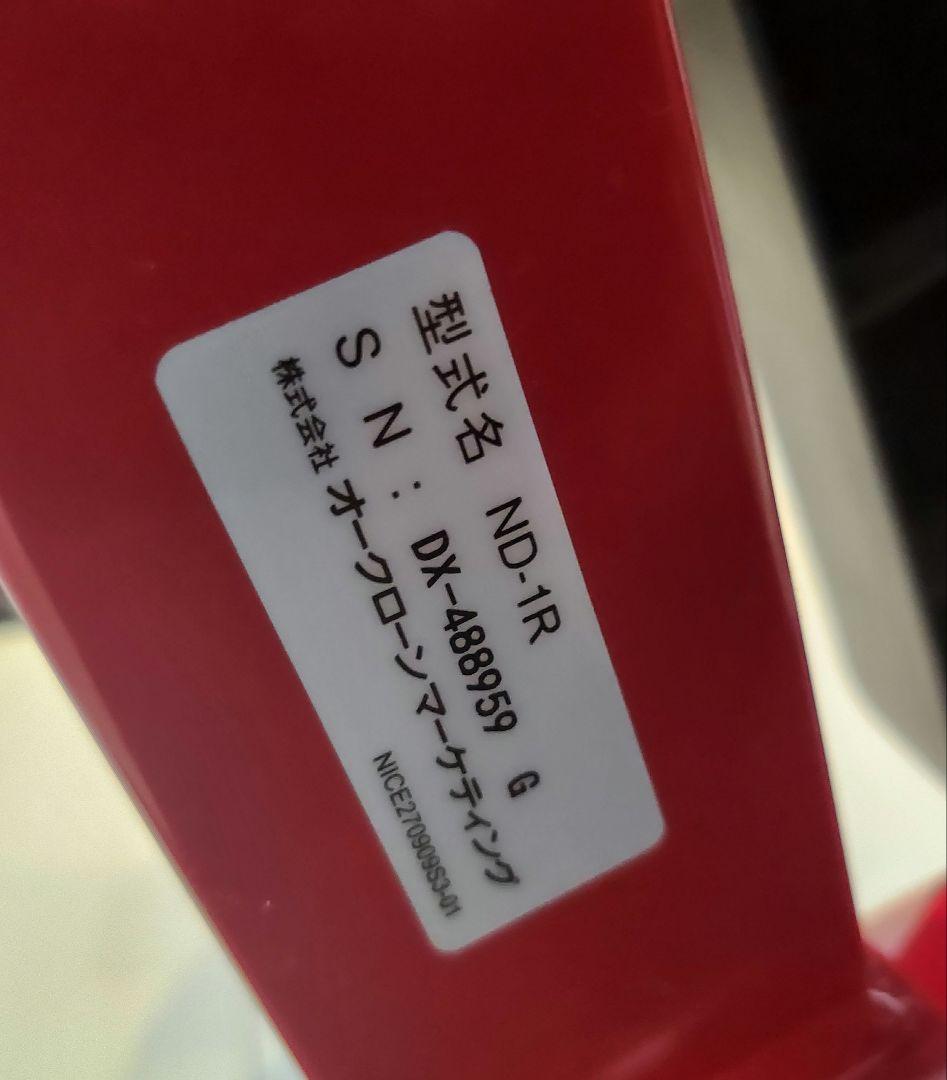 型式名 ND-1R
S N : DX-488959 G
株式会社 オークローンマーケティング
NICE270909S3-01